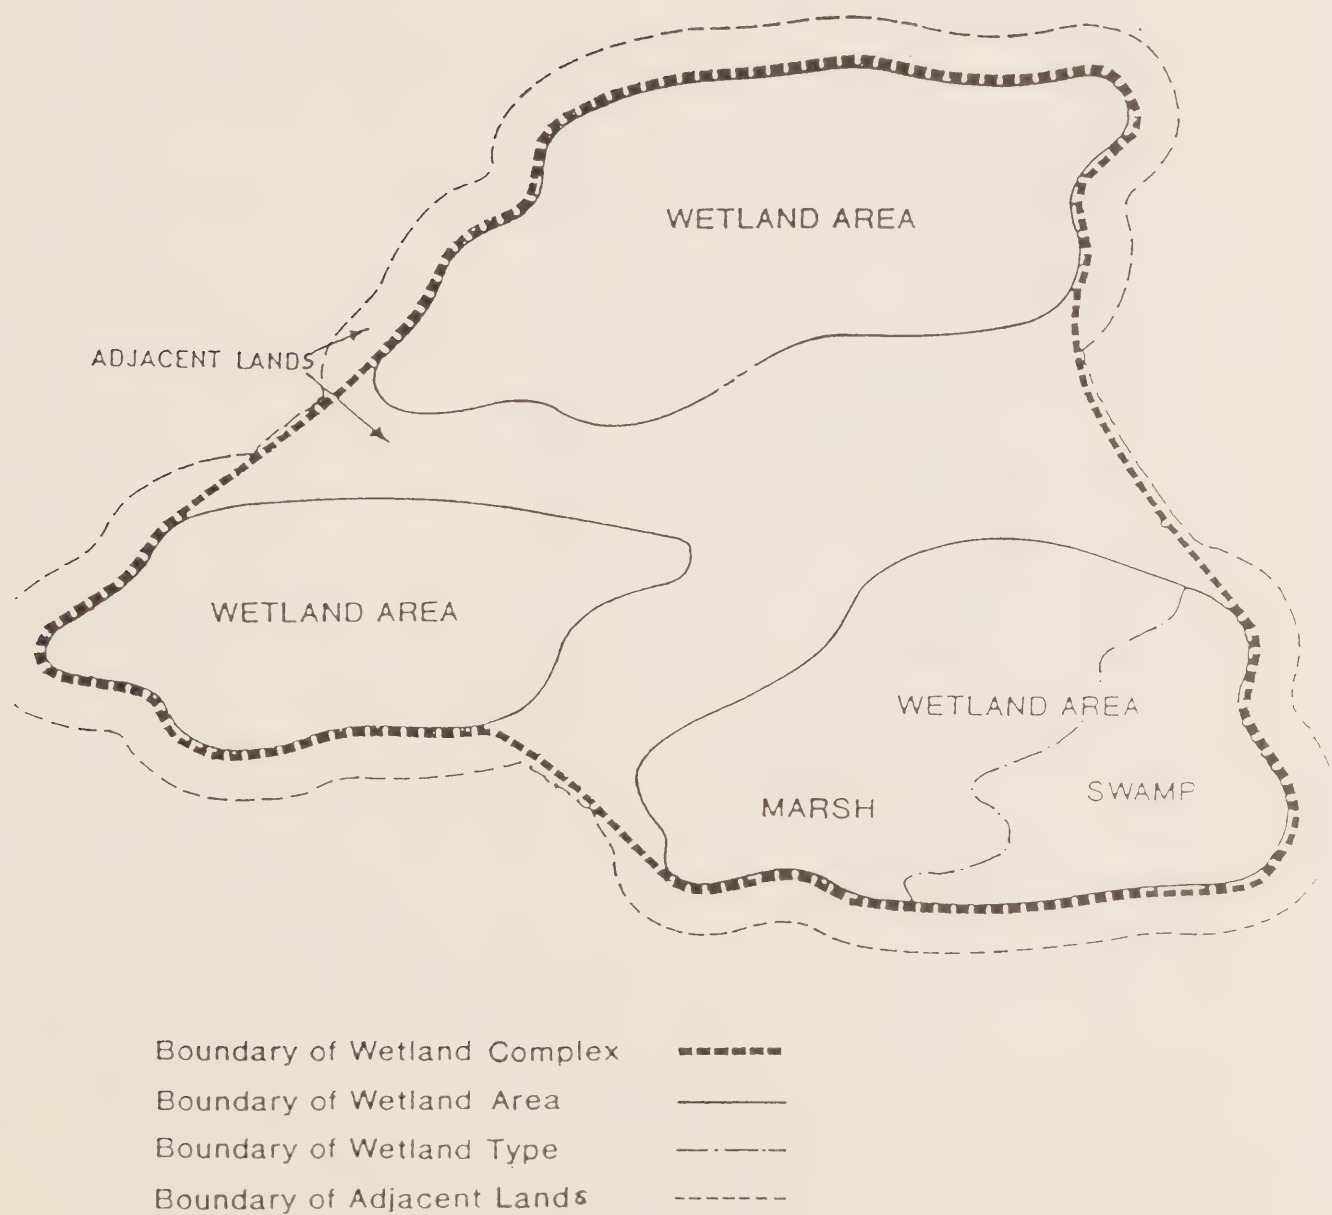 WETLAND AREA
ADJACENT LANDS
WETLAND AREA
WETLAND AREA
MARSH
SWAMP
Boundary of Wetland Complex
Boundary of Wetland Area
Boundary of Wetland Type
Boundary of Adjacent Lands